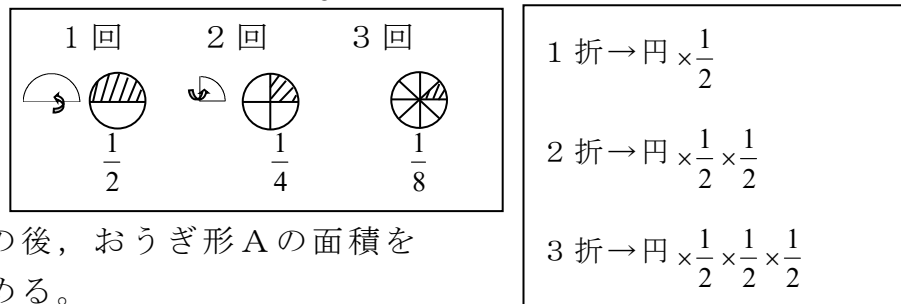 1回 2回 3回
1/2 1/4 1/8
の後，おうぎ形Aの面積を
める。
1折→円×1/2
2折→円×1/2×1/2
3折→円×1/2×1/2×1/2